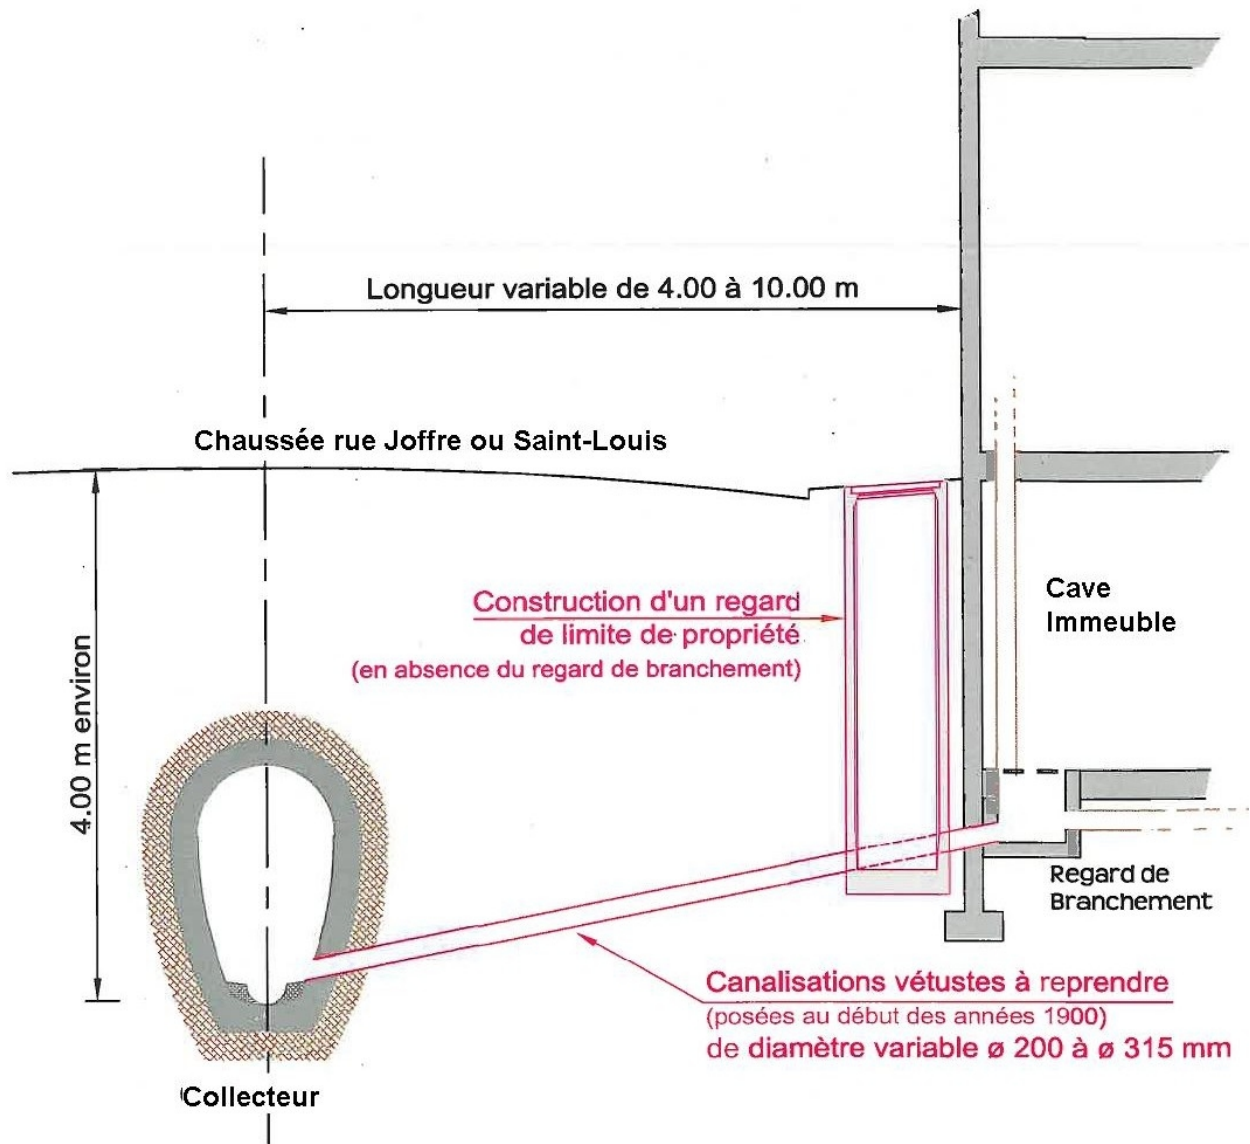 Longueur variable de 4.00 à 10.00 m
Chaussée rue Joffre ou Saint-Louis
Construction d'un regard
de limite de propriété
(en absence du regard de branchement)
Cave
Immeuble
4.00 m environ
Regard de
Branchement
Canalisations vétustes à reprendre
(posées au début des années 1900)
de diamètre variable ø 200 à ø 315 mm
Collecteur